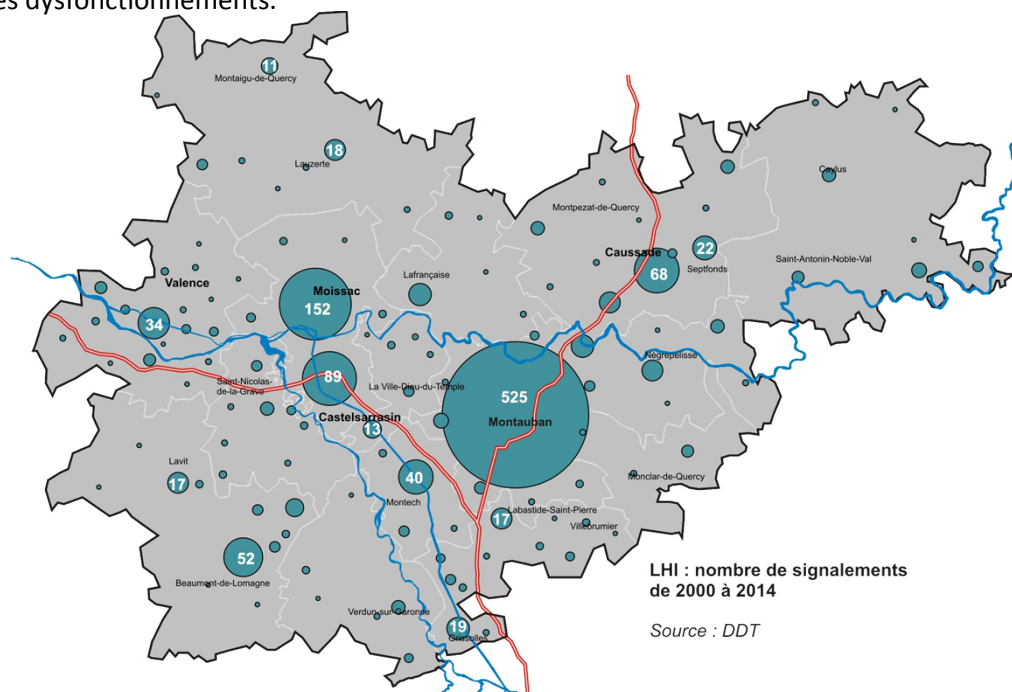 es dysfonctionnements.
11
Montaigu-de-Quercy
18
Lauzerte
Caylus
Montpezat-de-Quercy
Caussade
22
Septfonds
Saint-Antonin-Noble-Val
68
Lafrançaise
Valence
Moissac
152
34
Nègrepelisse
89
Saint-Nicolas-
de-la-Grave
La Ville-Dieu-du-Temple
525
Montauban
Castelsarrasin
13
Lavit
17
40
Montech
Monclar-de-Quercy
Labastide-Saint-Pierre
17
Villebrumier
52
Beaumont-de-Lomagne
Verdun-sur-Garonne
19
Grisolles
LHI : nombre de signalements
de 2000 à 2014
Source : DDT